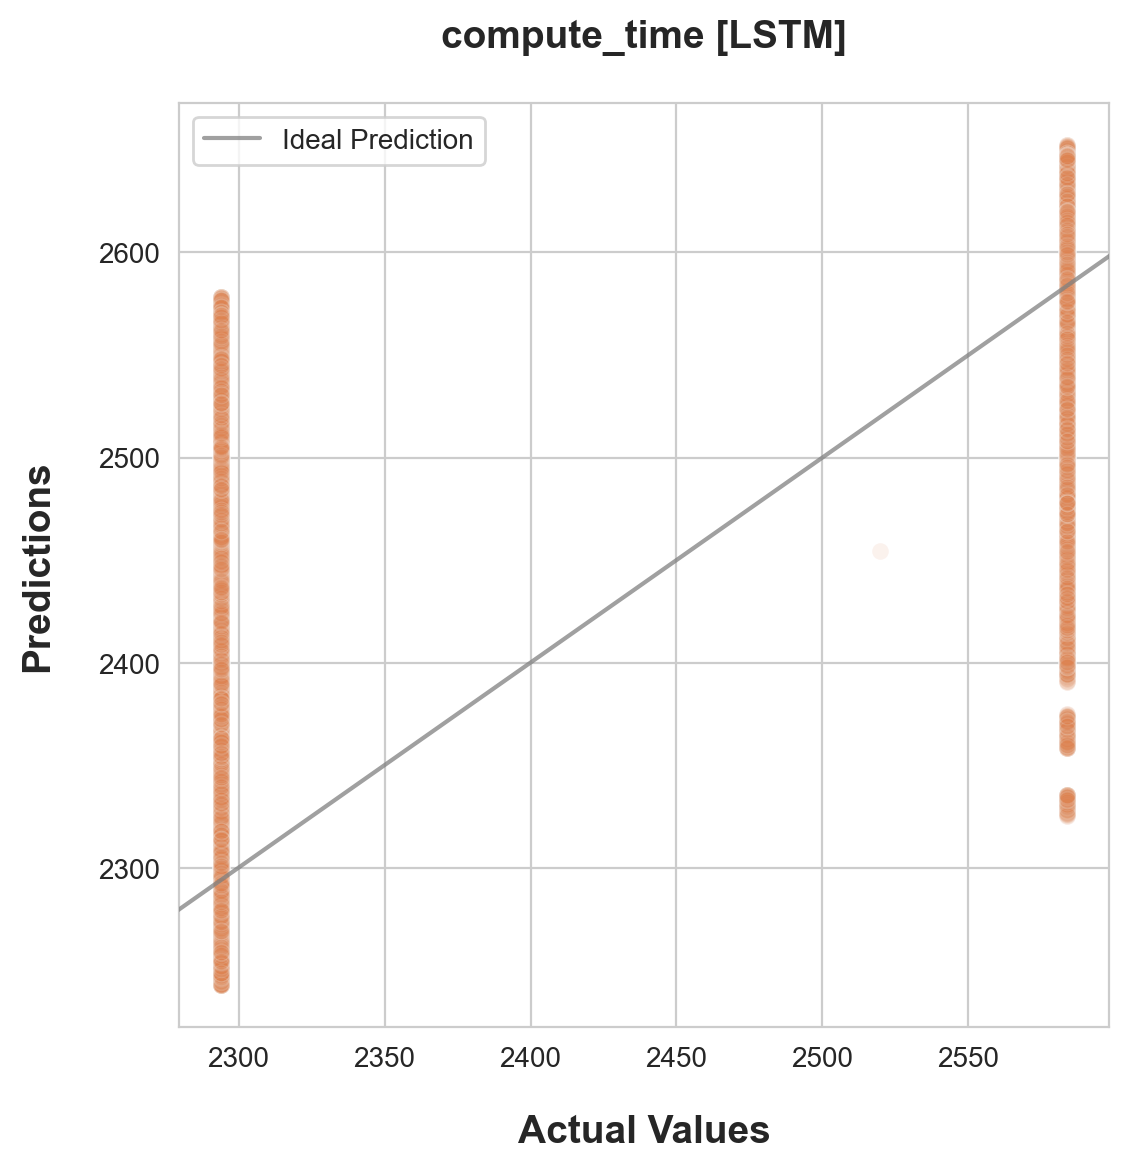 compute_time [LSTM]
Ideal Prediction
Predictions
2600
2500
2400
2300
2300 2350 2400 2450 2500 2550
Actual Values